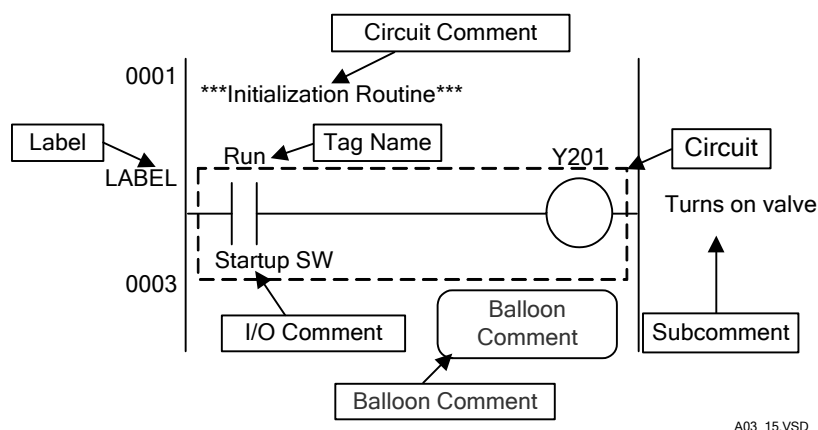 Circuit Comment
0001
***Initialization Routine***
Label
Tag Name
Run
Y201
Circuit
LABEL
Turns on valve
Startup SW
0003
Balloon
Comment
I/O Comment
Subcomment
Balloon Comment
A03_15.VSD